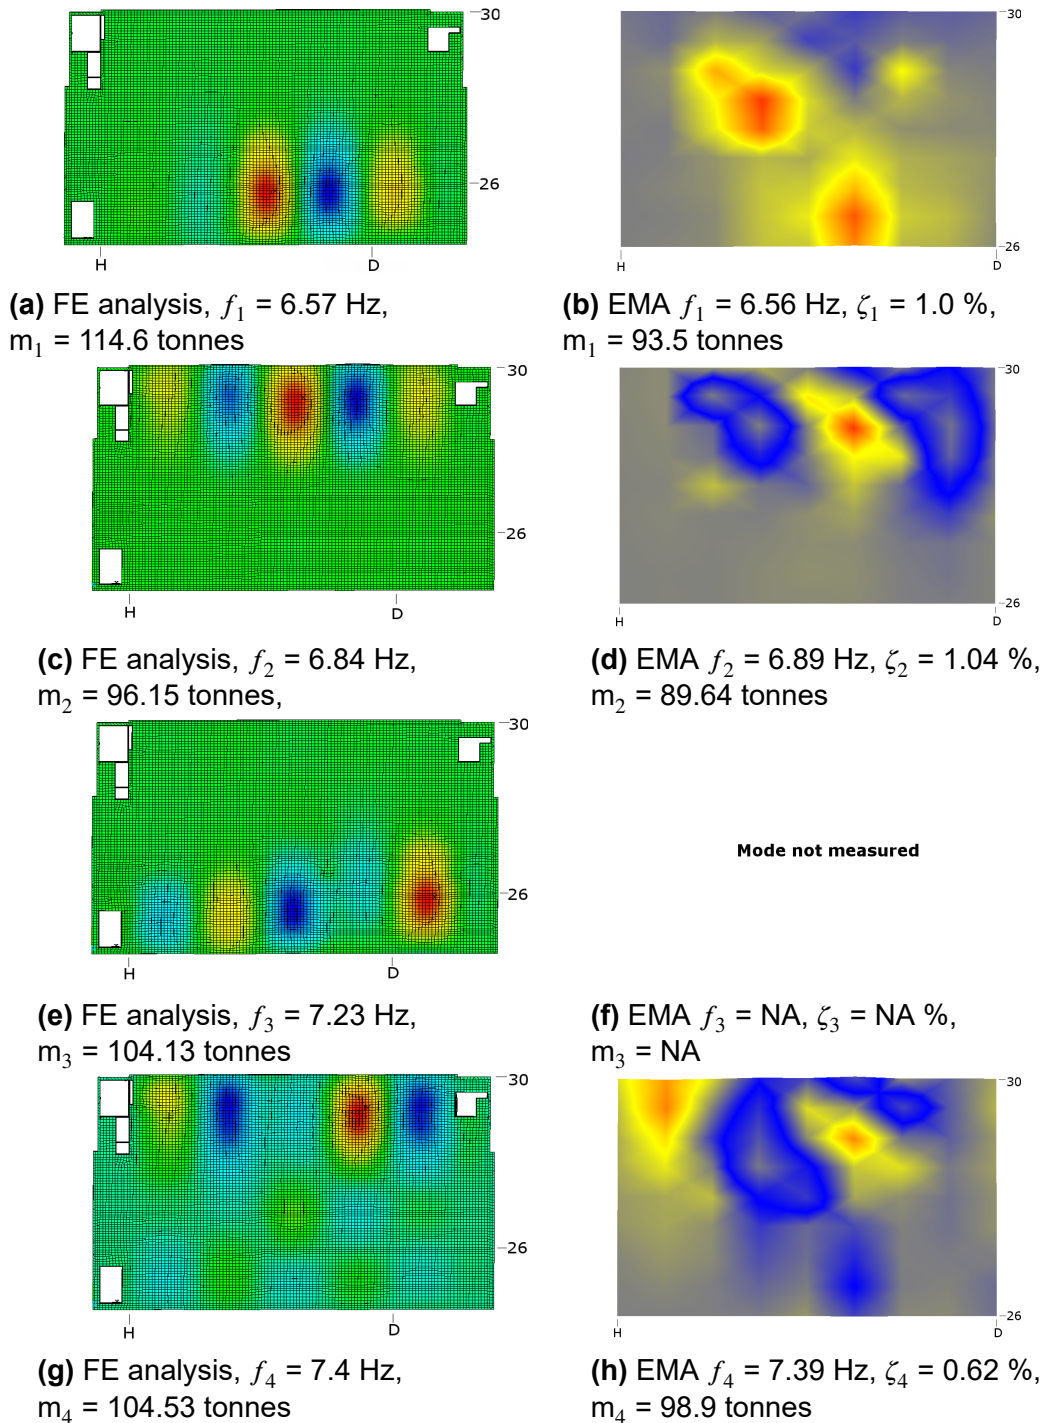 30
26
H D
30
26
H D
(a) FE analysis, f₁ = 6.57 Hz,
m₁ = 114.6 tonnes
(b) EMA f₁ = 6.56 Hz, ζ₁ = 1.0 %,
m₁ = 93.5 tonnes
30
26
H D
30
26
H D
(c) FE analysis, f₂ = 6.84 Hz,
m₂ = 96.15 tonnes,
(d) EMA f₂ = 6.89 Hz, ζ₂ = 1.04 %,
m₂ = 89.64 tonnes
30
26
H D
Mode not measured
(e) FE analysis, f₃ = 7.23 Hz,
m₃ = 104.13 tonnes
(f) EMA f₃ = NA, ζ₃ = NA %,
m₃ = NA
30
26
H D
30
26
H D
(g) FE analysis, f₄ = 7.4 Hz,
m₄ = 104.53 tonnes
(h) EMA f₄ = 7.39 Hz, ζ₄ = 0.62 %,
m₄ = 98.9 tonnes